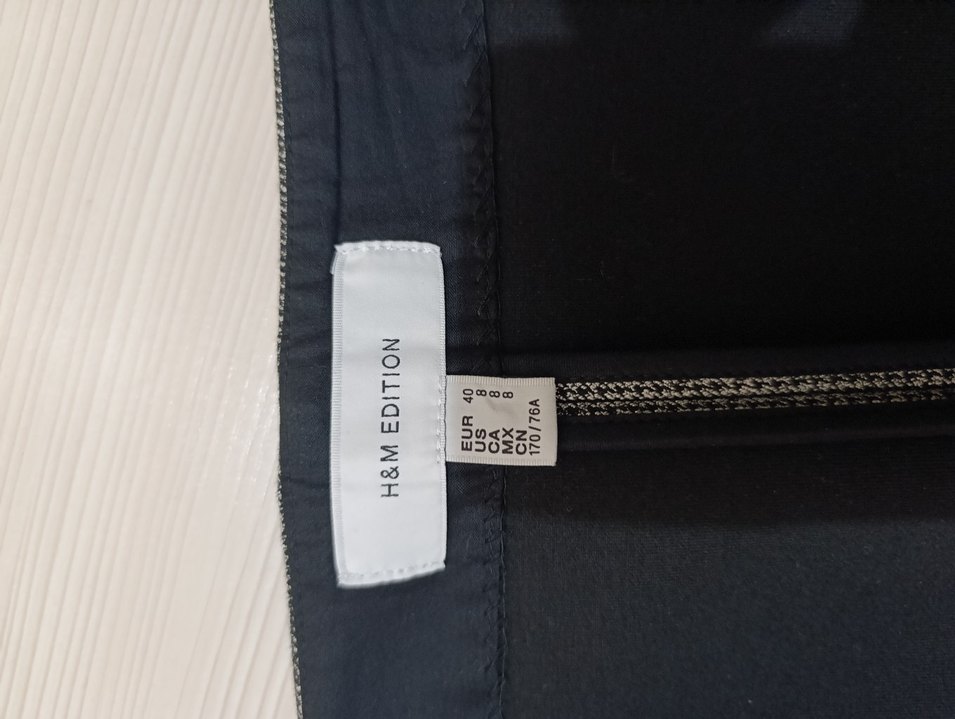 H&M EDITION
EUR 40
US 8
CA 8
MX 8
CN
170/76A